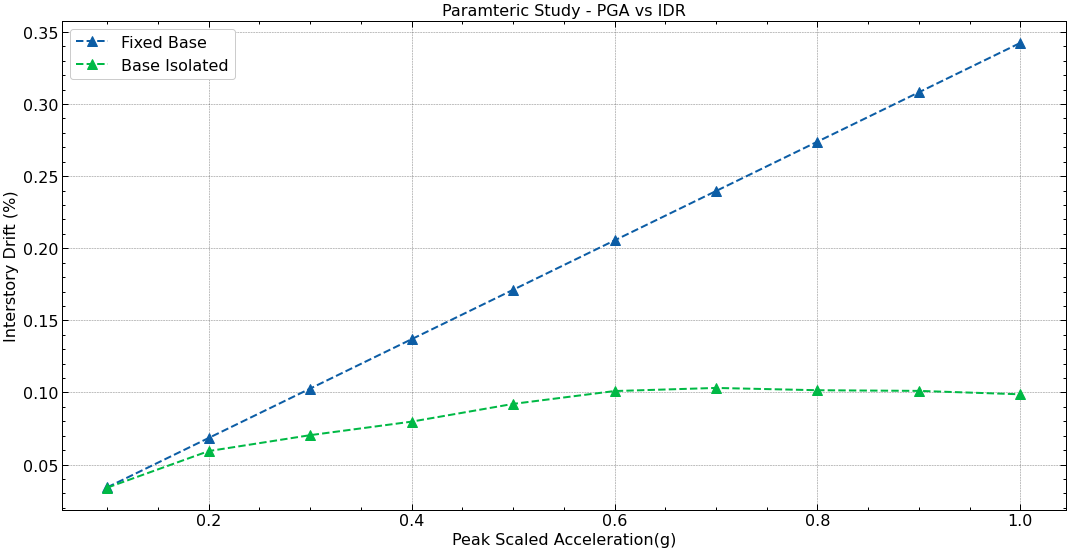 Paramteric Study - PGA vs IDR
Fixed Base
Base Isolated
Interstory Drift (%)
0.35
0.30
0.25
0.20
0.15
0.10
0.05
0.2 0.4 0.6 0.8 1.0
Peak Scaled Acceleration(g)